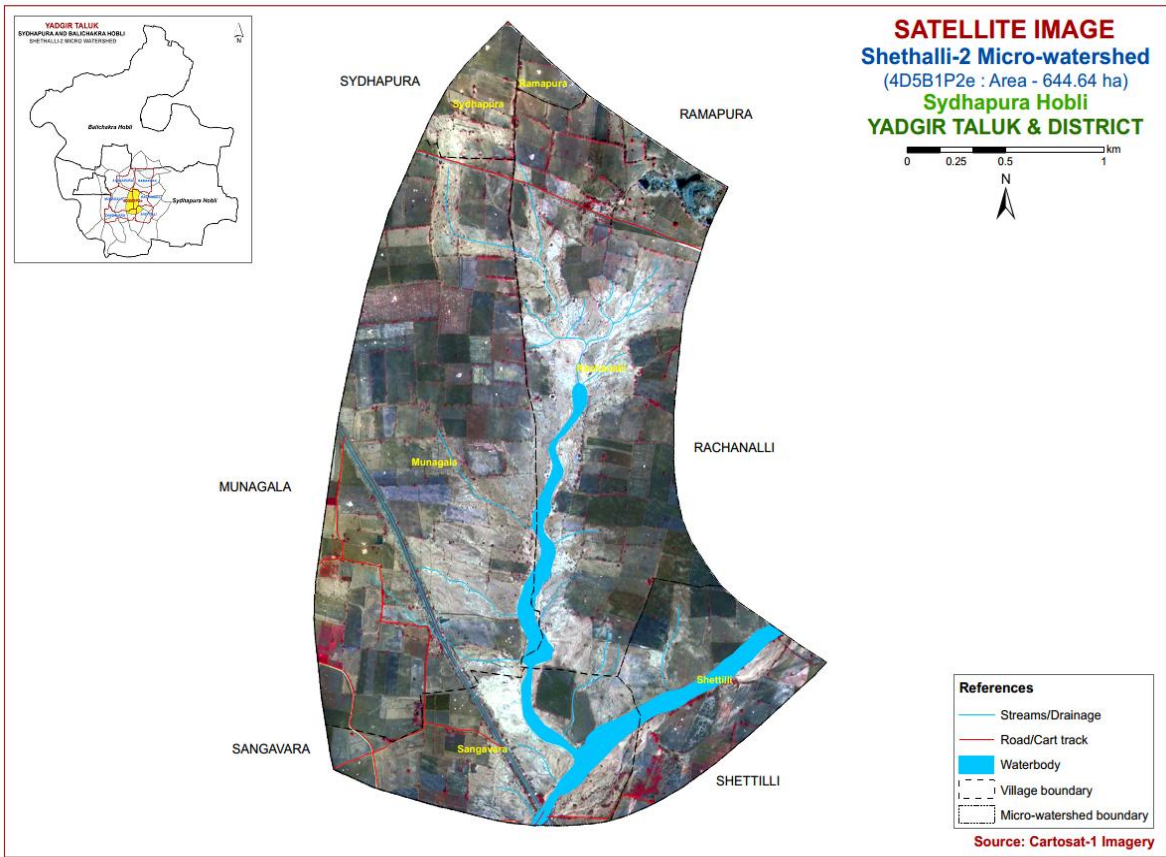 YADGIR TALUK
SYDHAPURA AND BALICHAKRA HOBLI
SHETHALLI-2 MICRO WATERSHED
N
Balichakra Hobli
Sydhapura Hobli
SATELLITE IMAGE
Shethalli-2 Micro-watershed
(4D5B1P2e : Area - 644.64 ha)
Sydhapura Hobli
YADGIR TALUK & DISTRICT
km
0 0.25 0.5 1
N
SYDHAPURA
Ramapura
Sydhapura
RAMAPURA
RACHANALLI
Munagala
MUNAGALA
Shettilli
SANGAVARA
Sangavara
SHETTILLI
References
Streams/Drainage
Road/Cart track
Waterbody
Village boundary
Micro-watershed boundary
Source: Cartosat-1 Imagery